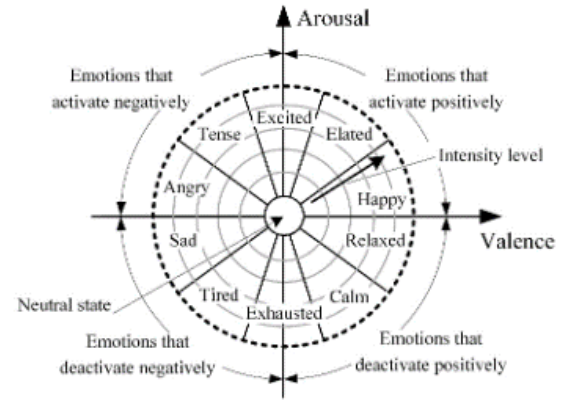 Arousal
Emotions that
activate negatively
Emotions that
activate positively
Excited
Tense
Elated
Intensity level
Angry
Happy
Sad
Relaxed
Valence
Tired
Calm
Neutral state
Exhausted
Emotions that
deactivate negatively
Emotions that
deactivate positively